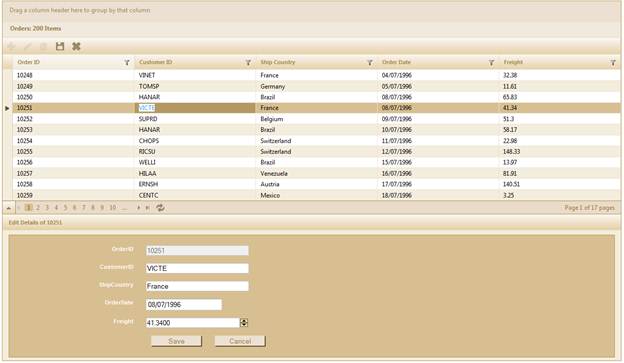 Drag a column header here to group by that column
Orders: 200 Items
Order ID Customer ID Ship Country Order Date Freight
10248 VINET France 04/07/1996 32.38
10249 TOMSP Germany 05/07/1996 11.61
10250 HANAR Brazil 08/07/1996 65.83
10251 VICTE France 08/07/1996 41.34
10252 SUPRD Belgium 09/07/1996 51.3
10253 HANAR Brazil 10/07/1996 58.17
10254 CHOPS Switzerland 11/07/1996 22.98
10255 RICSU Switzerland 12/07/1996 148.33
10256 WELLI Brazil 15/07/1996 13.97
10257 HILAA Venezuela 16/07/1996 81.91
10258 ERNSH Austria 17/07/1996 140.51
10259 CENTC Mexico 18/07/1996 3.25
1 2 3 4 5 6 7 8 9 10 ... Page 1 of 17 pages
Edit Details of 10251
OrderID 10251
CustomerID VICTE
ShipCountry France
OrderDate 08/07/1996
Freight 41.3400
Save Cancel